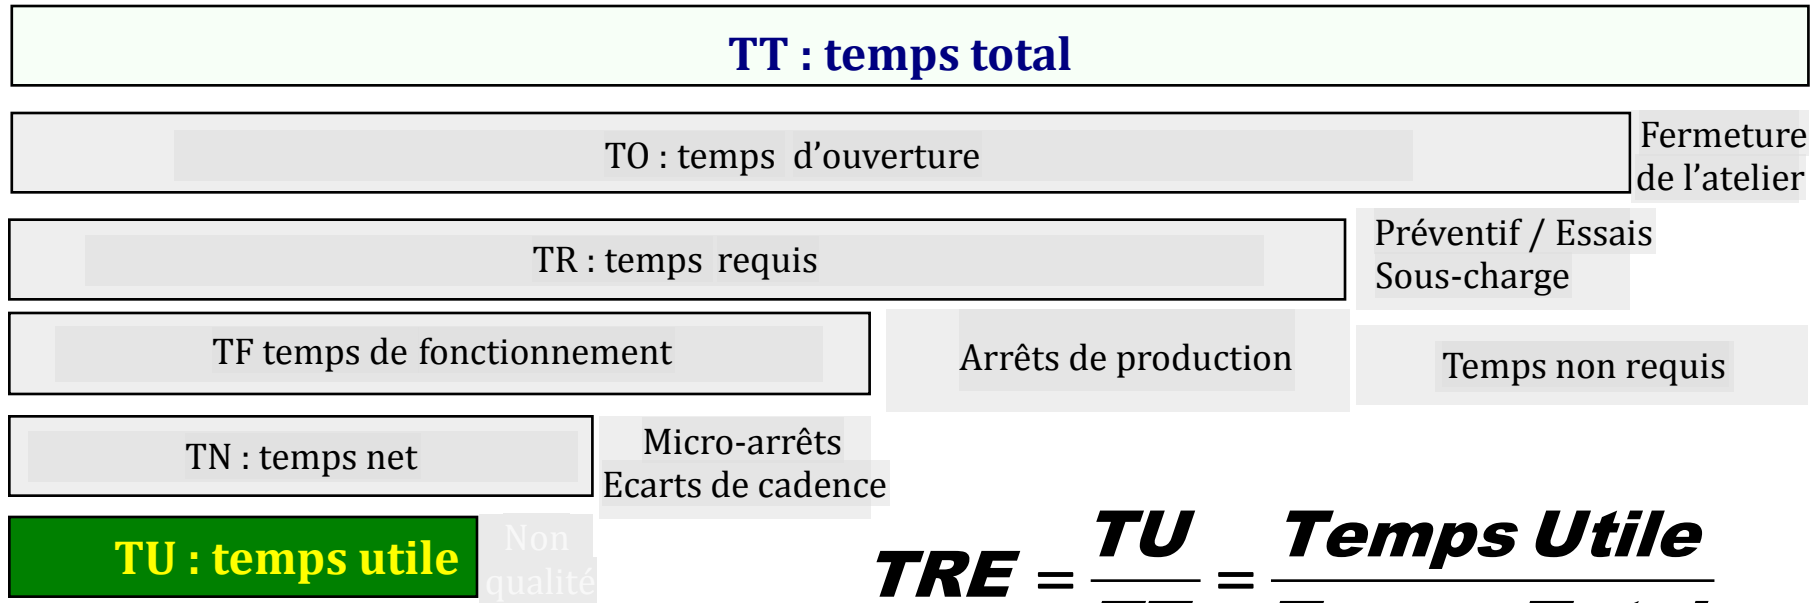 TT : temps total
TO : temps d’ouverture
Fermeture
de l’atelier
TR : temps requis
Préventif / Essais
Sous-charge
TF temps de fonctionnement
Arrêts de production
Temps non requis
TN : temps net
Micro-arrêts
Ecarts de cadence
TU : temps utile
Non
qualité
TRE = TU = Temps Utile